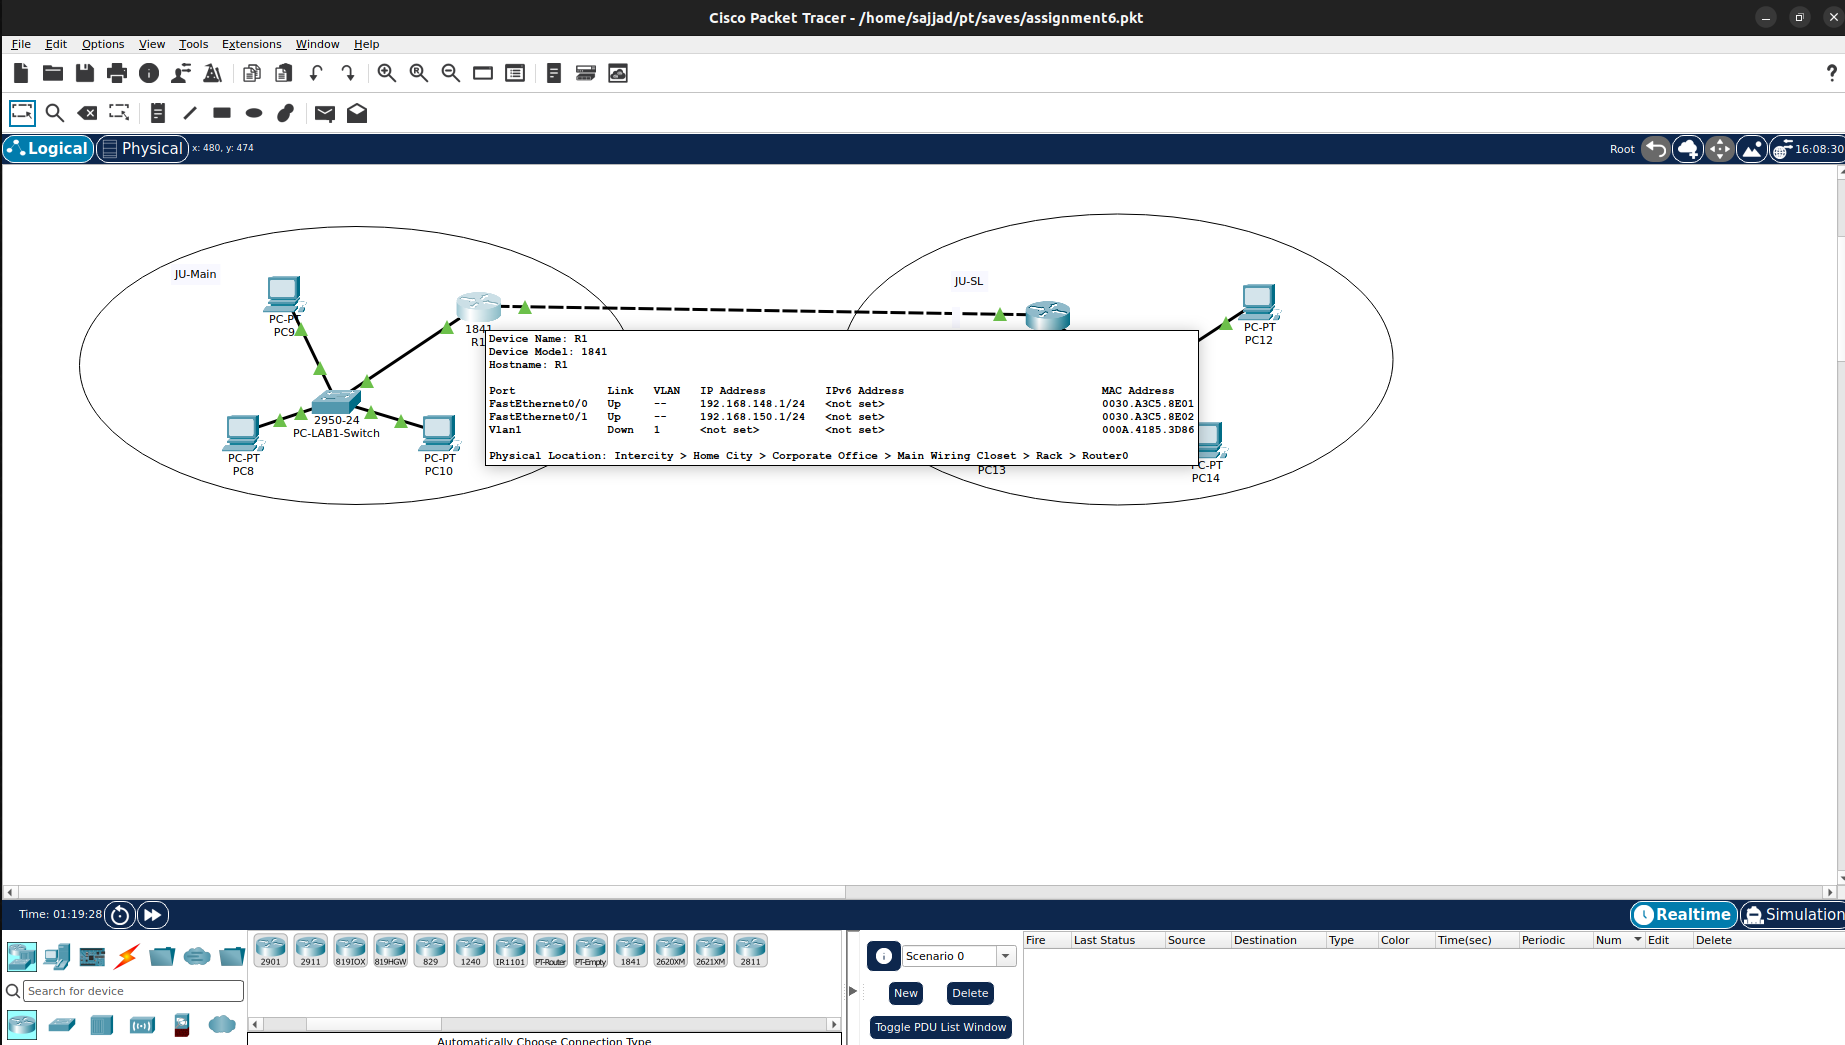 Cisco Packet Tracer - /home/sajjad/pt/saves/assignment6.pkt
File Edit Options View Tools Extensions Window Help
?
Logical Physical x: 480, y: 474 Root 16:08:30
JU-Main
JU-SL
PC-PT
PC9
1841
R1
PC-PT
PC12
Device Name: R1
Device Model: 1841
Hostname: R1
Port Link VLAN IP Address IPv6 Address MAC Address
FastEthernet0/0 Up -- 192.168.148.1/24 <not set> 0030.A3C5.8E01
FastEthernet0/1 Up -- 192.168.150.1/24 <not set> 0030.A3C5.8E02
Vlan1 Down 1 <not set> <not set> 000A.4185.3D86
Physical Location: Intercity > Home City > Corporate Office > Main Wiring Closet > Rack > Router0
2950-24
PC-LAB1-Switch
PC-PT
PC8
PC-PT
PC10
PC13
C-PT
PC14
Time: 01:19:28 Realtime Simulation
2901 2911 819IOX 819HGW 829 1240 IR1101 PT-Router PT-Empty 1841 2620XM 2621XM 2811
Search for device
Automatically Choose Connection Type
Scenario 0
New Delete
Toggle PDU List Window
Fire Last Status Source Destination Type Color Time(sec) Periodic Num Edit Delete